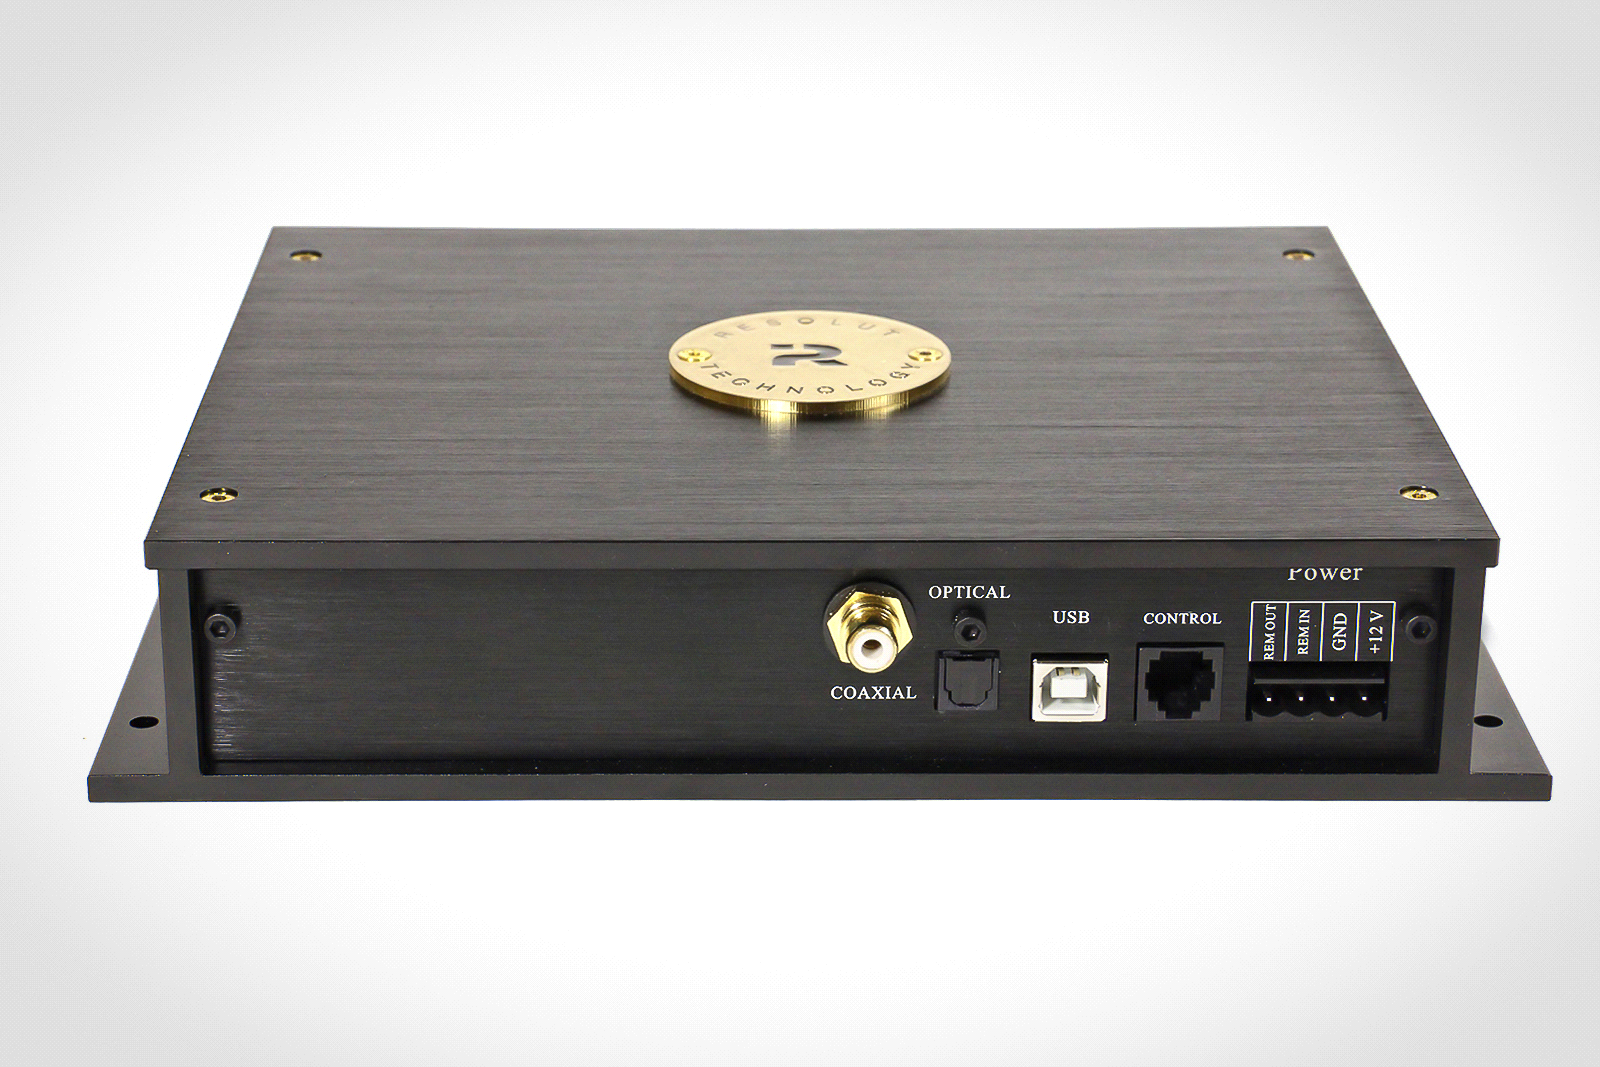 RESOLUT
R
TECHNOLOGY
Power
OPTICAL
USB
CONTROL
REM OUT
REM IN
GND
+12 V
COAXIAL